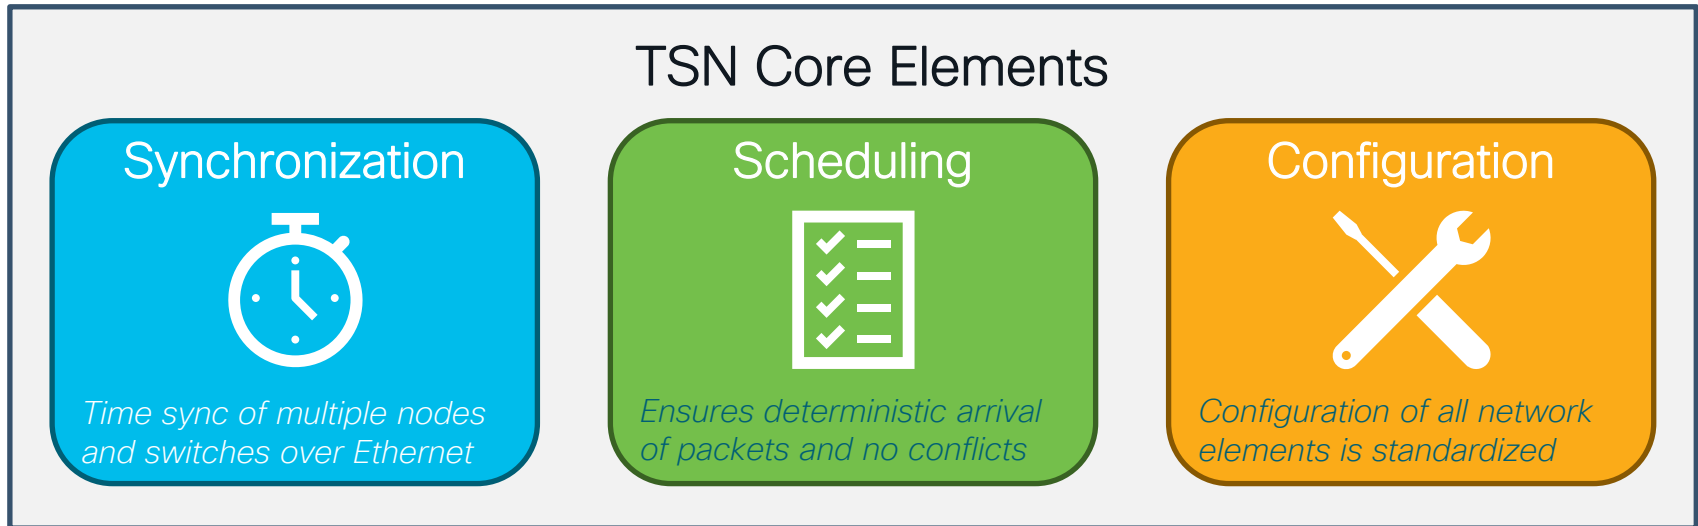 TSN Core Elements
Synchronization
Time sync of multiple nodes
and switches over Ethernet
Scheduling
Ensures deterministic arrival
of packets and no conflicts
Configuration
Configuration of all network
elements is standardized